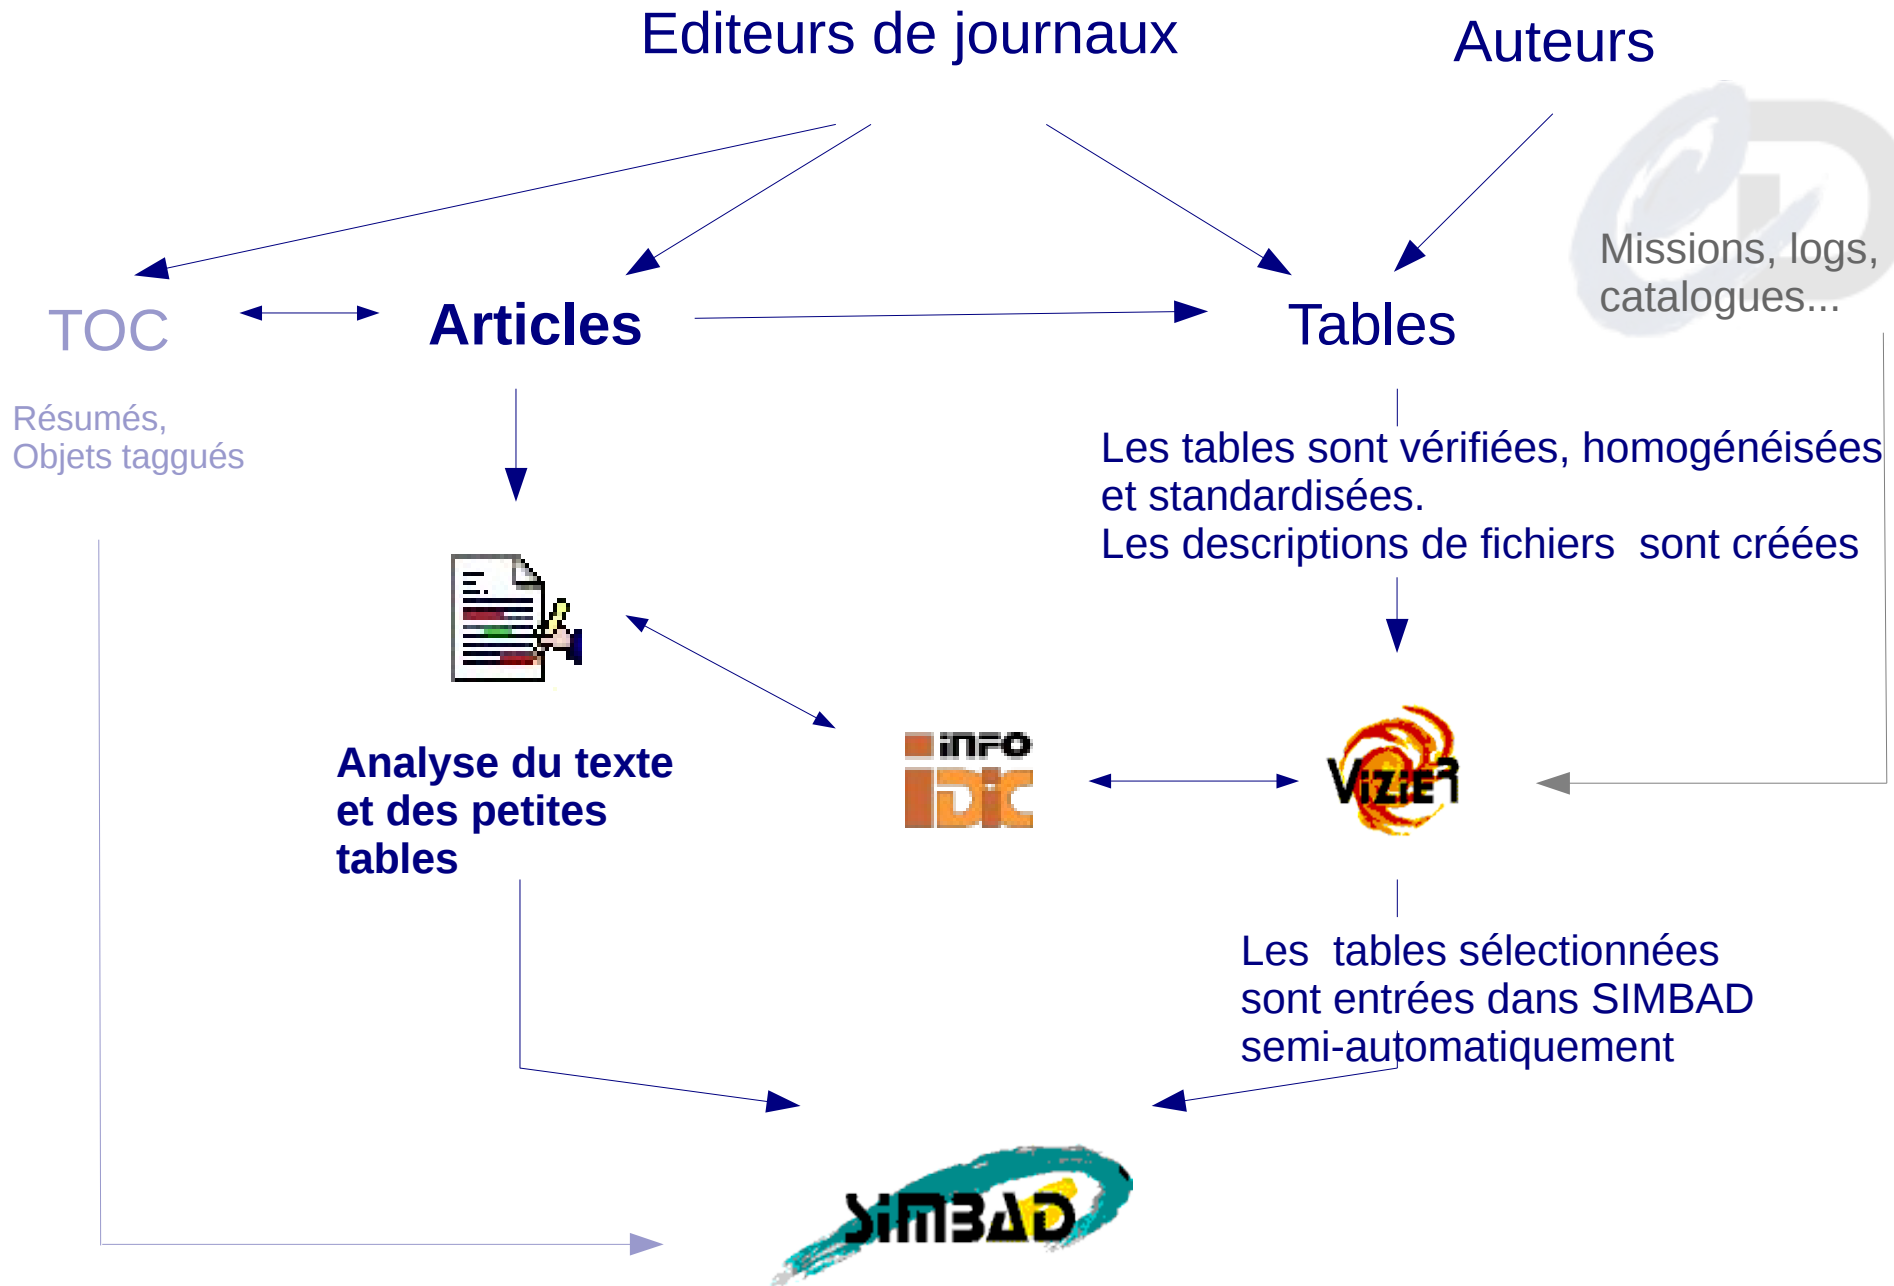 Editeurs de journaux
Auteurs
Missions, logs,
catalogues...
TOC
Articles
Tables
Résumés,
Objets taggués
Les tables sont vérifiées, homogénéisées
et standardisées.
Les descriptions de fichiers  sont créées
Analyse du texte
et des petites
tables
iNFO
DiC
ViZieR
Les  tables sélectionnées
sont entrées dans SIMBAD
semi-automatiquement
SiMBAD